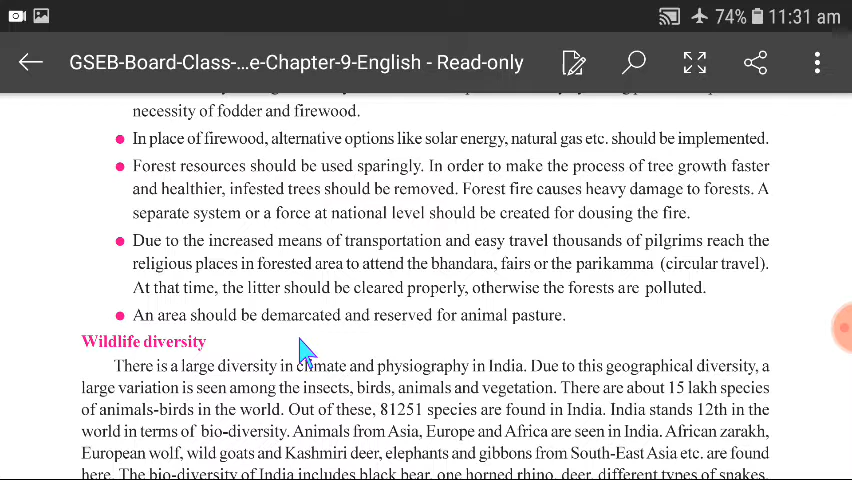 74% 11:31 am
GSEB-Board-Class-...e-Chapter-9-English - Read-only
necessity of fodder and firewood.
In place of firewood, alternative options like solar energy, natural gas etc. should be implemented.
Forest resources should be used sparingly. In order to make the process of tree growth faster
and healthier, infested trees should be removed. Forest fire causes heavy damage to forests. A
separate system or a force at national level should be created for dousing the fire.
Due to the increased means of transportation and easy travel thousands of pilgrims reach the
religious places in forested area to attend the bhandara, fairs or the parikamma (circular travel).
At that time, the litter should be cleared properly, otherwise the forests are polluted.
An area should be demarcated and reserved for animal pasture.
Wildlife diversity
There is a large diversity in climate and physiography in India. Due to this geographical diversity, a
large variation is seen among the insects, birds, animals and vegetation. There are about 15 lakh species
of animals-birds in the world. Out of these, 81251 species are found in India. India stands 12th in the
world in terms of bio-diversity. Animals from Asia, Europe and Africa are seen in India. African zarakh,
European wolf, wild goats and Kashmiri deer, elephants and gibbons from South-East Asia etc. are found
here. The bio-diversity of India includes black bear, one horned rhino, deer, different types of snakes,